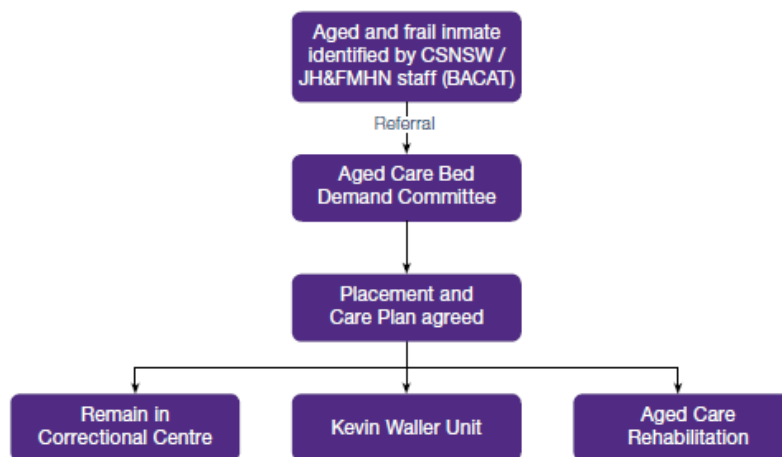 Aged and frail inmate
identified by CSNSW /
JH&FMHN staff (BACAT)
Referral
Aged Care Bed
Demand Committee
Placement and
Care Plan agreed
Remain in
Correctional Centre
Kevin Waller Unit
Aged Care
Rehabilitation